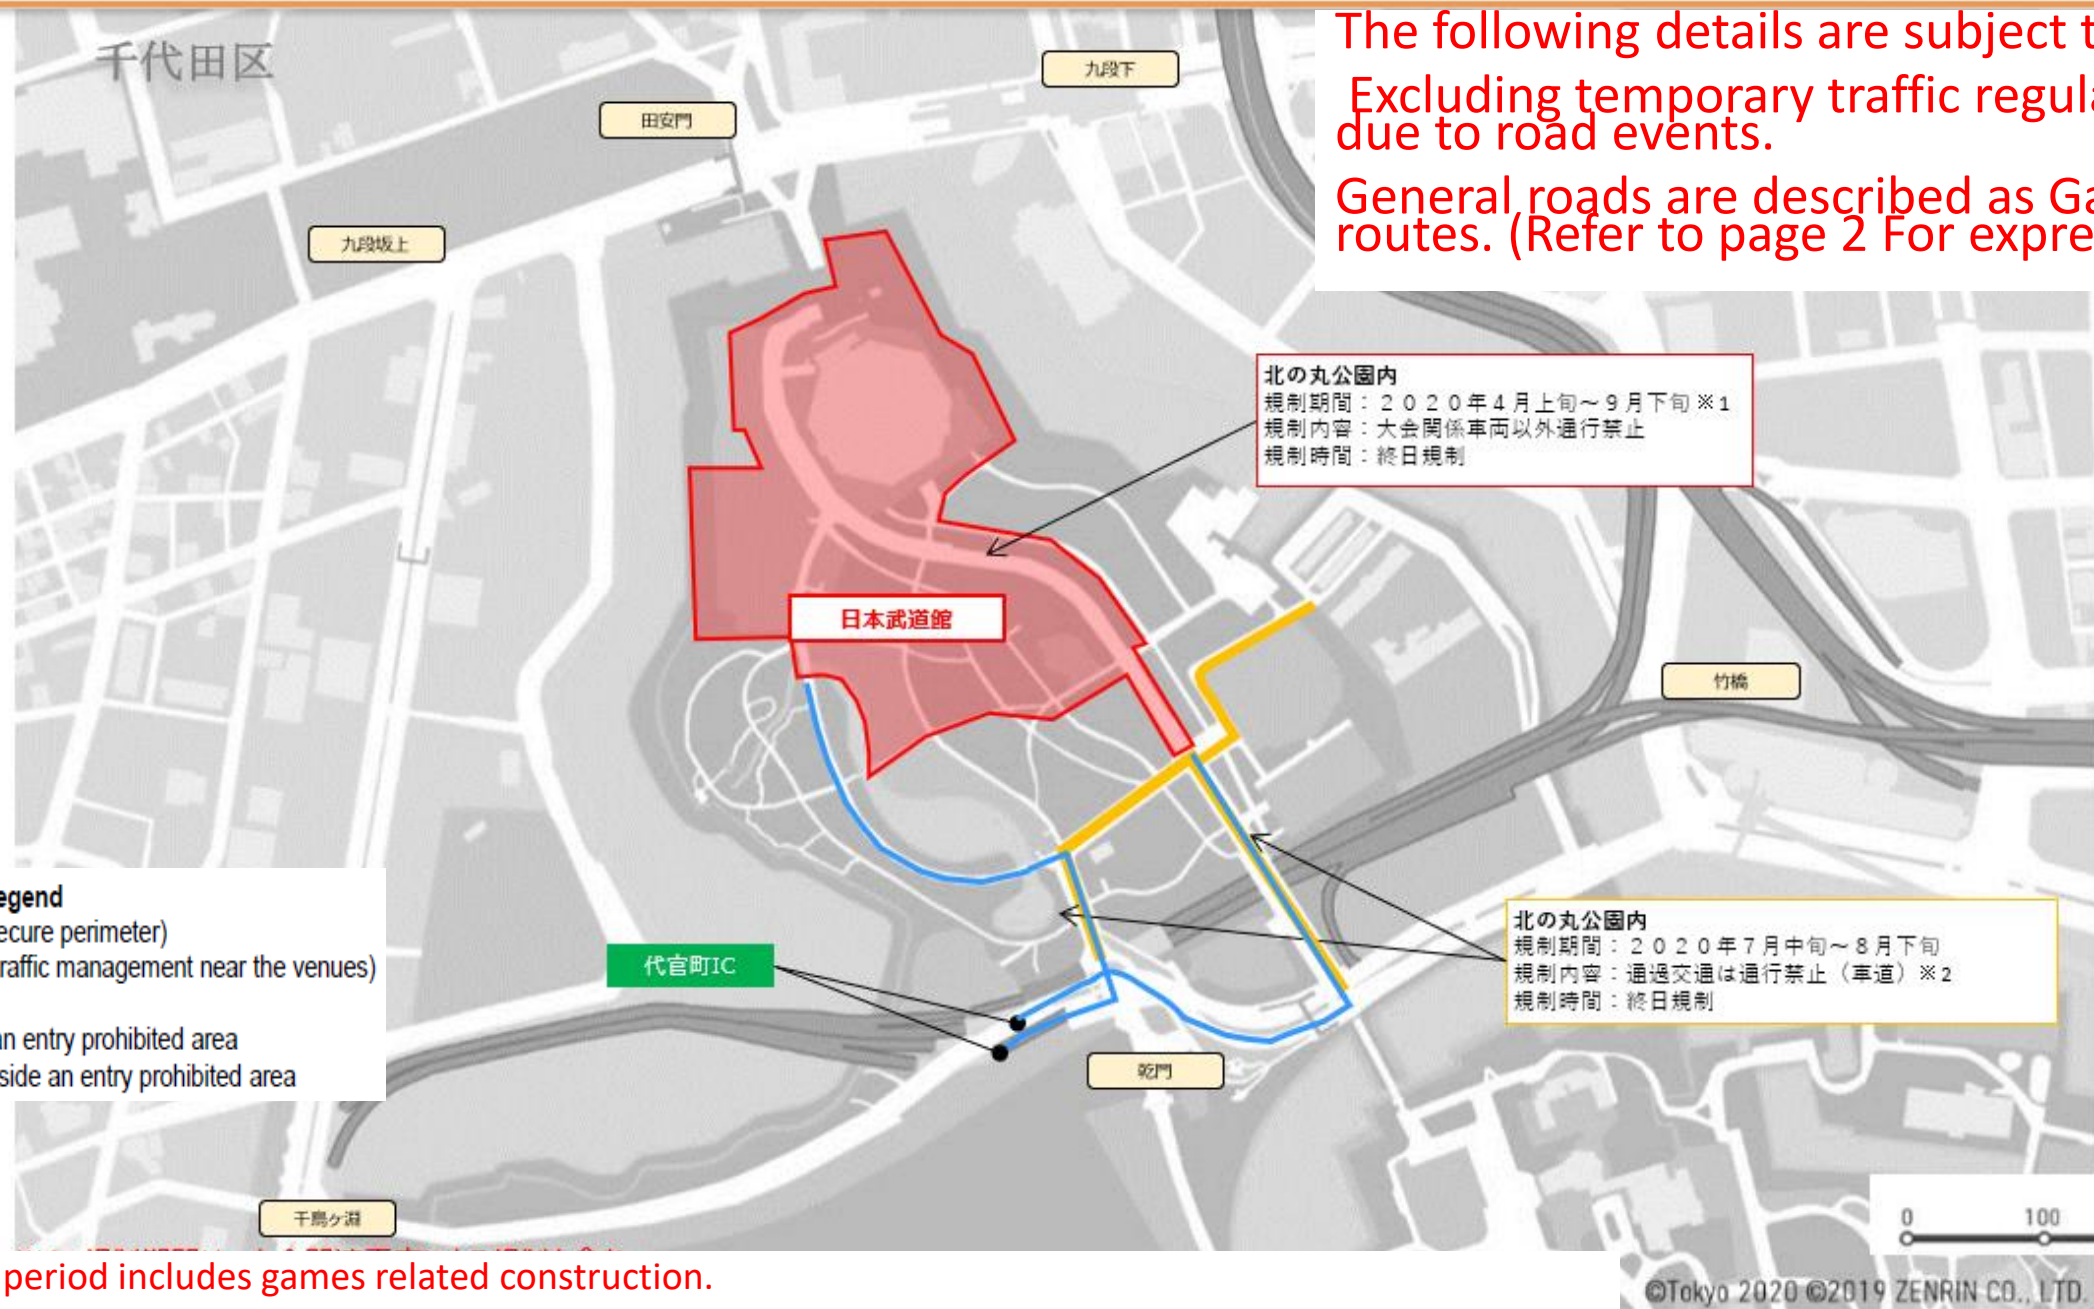 千代田区
九段下
田安門
九段坂上
The following details are subject t
Excluding temporary traffic regula
due to road events.
General roads are described as Ga
routes. (Refer to page 2 For expre
北の丸公園内
規制期間：２０２０年４月上旬～９月下旬※1
規制内容：大会関係車両以外通行禁止
規制時間：終日規制
日本武道館
竹橋
egend
ecure perimeter)
raffic management near the venues)
an entry prohibited area
side an entry prohibited area
代官町IC
北の丸公園内
規制期間：２０２０年７月中旬～８月下旬
規制内容：通過交通は通行禁止（車道）※2
規制時間：終日規制
乾門
千鳥ヶ淵
0 100
period includes games related construction.
©Tokyo 2020 ©2019 ZENRIN CO., LTD.